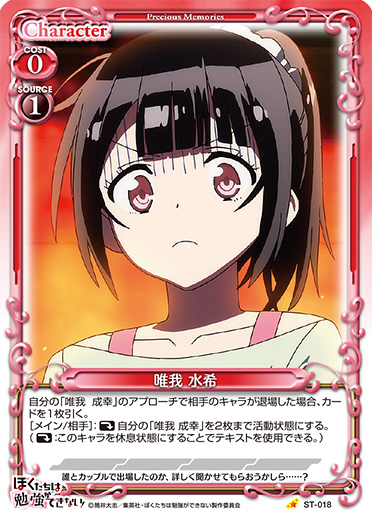 Precious Memories
Character
COST
0
SOURCE
1
唯我 水希
自分の「唯我 成幸」のアプローチで相手のキャラが退場した場合、カー
ドを1枚引く。
[メイン/相手]:自分の「唯我 成幸」を2枚まで活動状態にする。
(:このキャラを休息状態にすることでテキストを使用できる。)
誰とカップルで出場したのか、詳しく聞かせてもらおうかしら……?
ぼくたちは
勉強ができない
©筒井大志/集英社・ぼくたちは勉強ができない製作委員会
ST-018